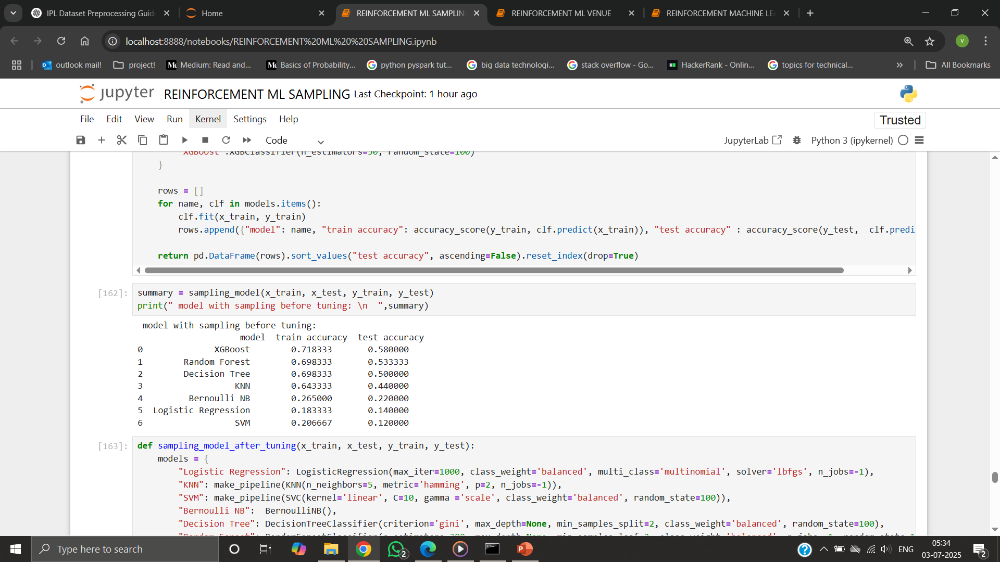 IPL Dataset Preprocessing Guid
Home
REINFORCEMENT ML SAMPLIN
REINFORCEMENT ML VENUE
REINFORCEMENT MACHINE LE
localhost:8888/notebooks/REINFORCEMENT%20ML%20%20SAMPLING.ipynb
V
outlook mail!
project!
Medium: Read and...
Basics of Probability...
python pyspark tut...
big data technologi...
stack overflow - Go...
HackerRank - Onlin...
topics for technical...
All Bookmarks
jupyter REINFORCEMENT ML SAMPLING Last Checkpoint: 1 hour ago
File Edit View Run Kernel Settings Help
Trusted
Code
JupyterLab
Python 3 (ipykernel)
"XGBoost":XGBClassifier(n_estimators=50, random_state=100)
}
rows = []
for name, clf in models.items():
clf.fit(x_train, y_train)
rows.append({"model": name, "train accuracy": accuracy_score(y_train, clf.predict(x_train)), "test accuracy" : accuracy_score(y_test,  clf.predi
return pd.DataFrame(rows).sort_values("test accuracy", ascending=False).reset_index(drop=True)
[162]:
summary = sampling_model(x_train, x_test, y_train, y_test)
print(" model with sampling before tuning: \n  ",summary)
model with sampling before tuning:
model  train accuracy  test accuracy
0 XGBoost 0.718333 0.580000
1 Random Forest 0.698333 0.533333
2 Decision Tree 0.698333 0.500000
3 KNN 0.643333 0.440000
4 Bernoulli NB 0.265000 0.220000
5 Logistic Regression 0.183333 0.140000
6 SVM 0.206667 0.120000
[163]:
def sampling_model_after_tuning(x_train, x_test, y_train, y_test):
models = {
"Logistic Regression": LogisticRegression(max_iter=1000, class_weight='balanced', multi_class='multinomial', solver='lbfgs', n_jobs=-1),
"KNN": make_pipeline(KNN(n_neighbors=5, metric='hamming', p=2, n_jobs=-1)),
"SVM": make_pipeline(SVC(kernel='linear', C=10, gamma ='scale', class_weight='balanced', random_state=100)),
"Bernoulli NB":  BernoulliNB(),
"Decision Tree": DecisionTreeClassifier(criterion='gini', max_depth=None, min_samples_split=2, class_weight='balanced', random_state=100),
Type here to search
2
ENG
05:34
03-07-2025
2